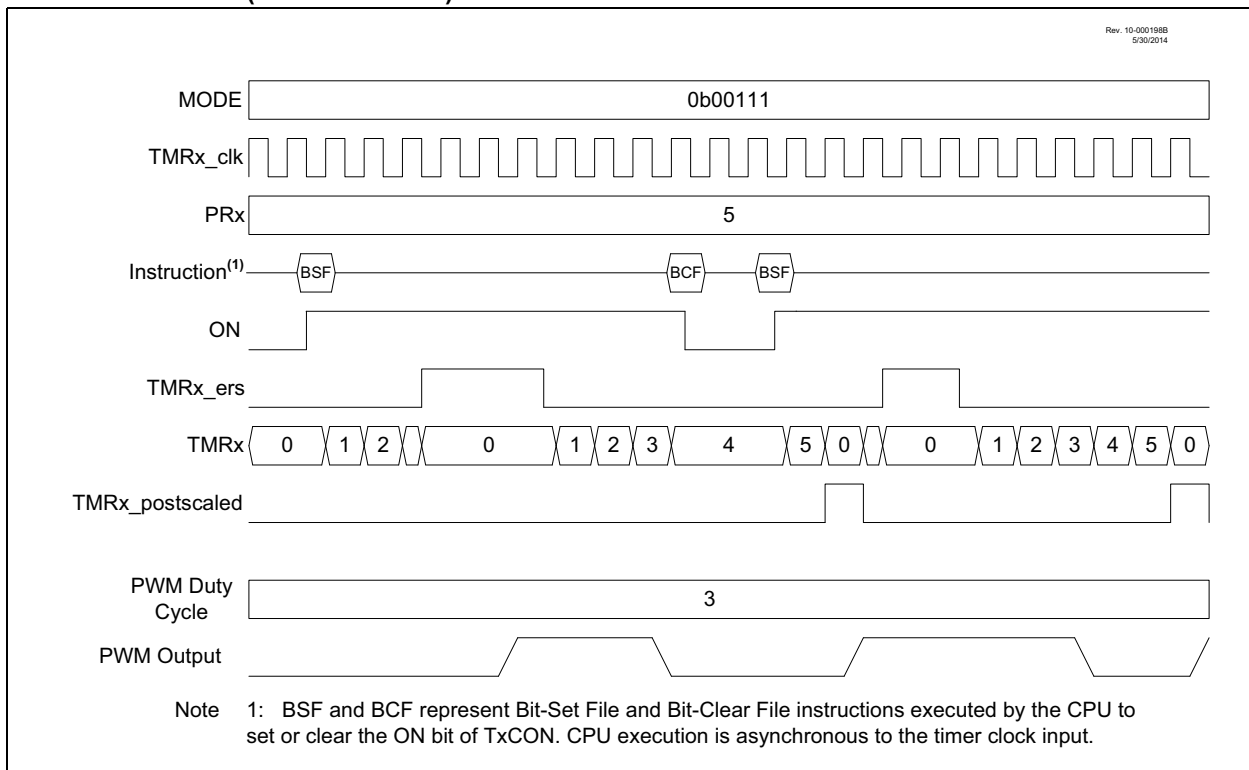 Rev. 10-000198B
5/30/2014
MODE 0b00111
TMRx_clk
PRx 5
Instruction(1) BSF BCF BSF
ON
TMRx_ers
TMRx 0 1 2 0 1 2 3 4 5 0 0 1 2 3 4 5 0
TMRx_postscaled
PWM Duty
Cycle
3
PWM Output
Note 1: BSF and BCF represent Bit-Set File and Bit-Clear File instructions executed by the CPU to
set or clear the ON bit of TxCON. CPU execution is asynchronous to the timer clock input.